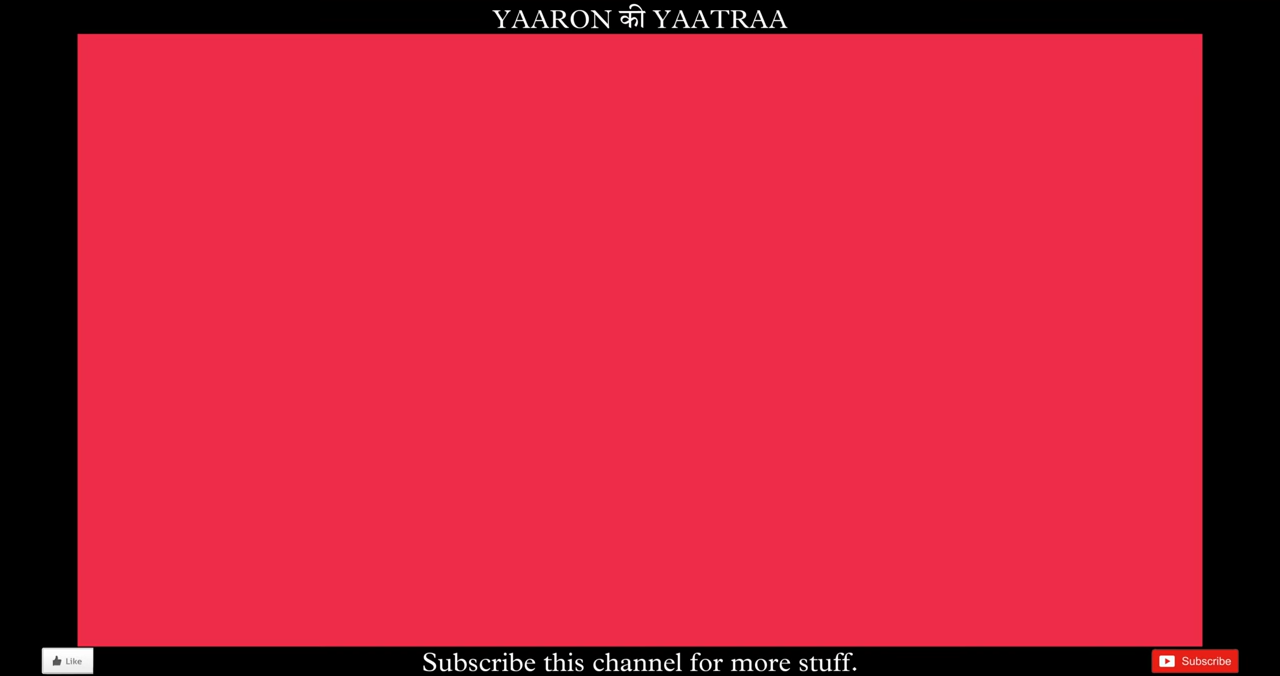 YAARON की YAATRAA
Like
Subscribe this channel for more stuff.
Subscribe